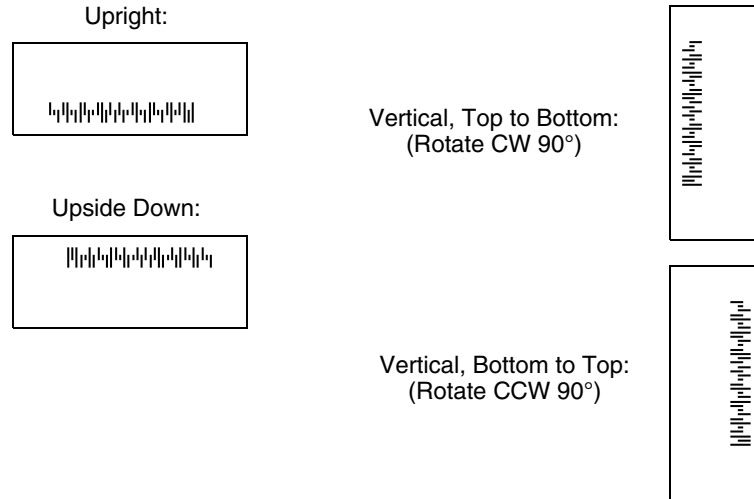 Upright:
Vertical, Top to Bottom:
(Rotate CW 90°)
Upside Down:
Vertical, Bottom to Top:
(Rotate CCW 90°)